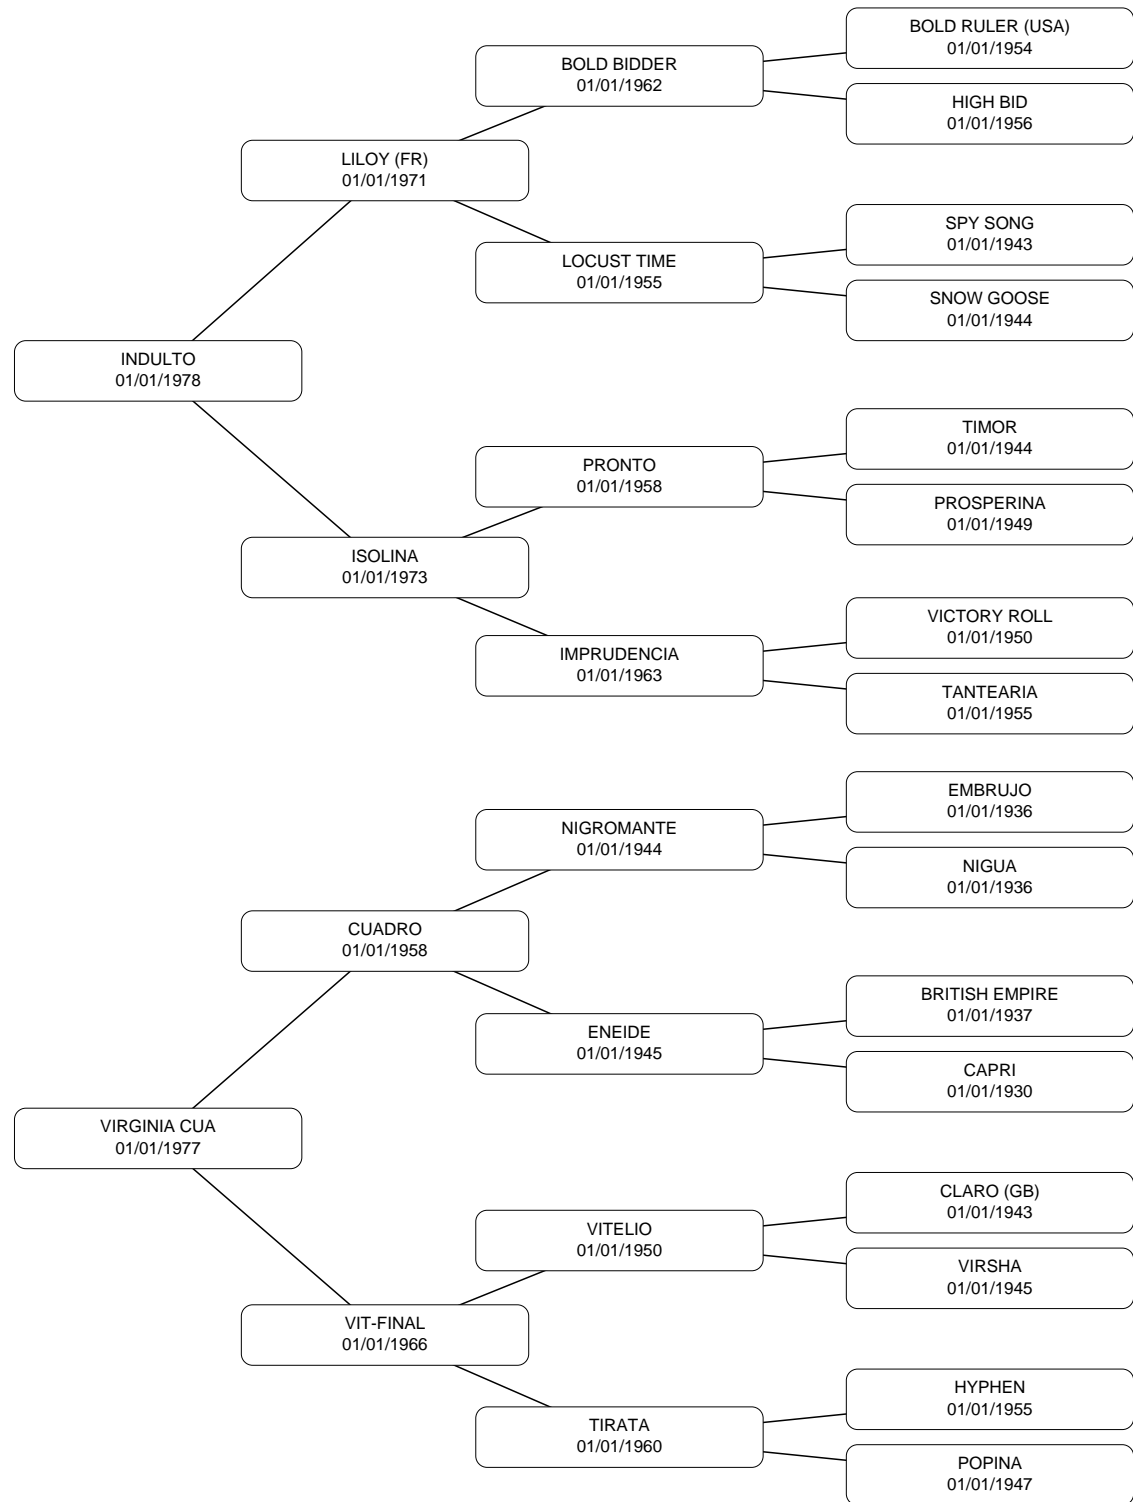 BOLD RULER (USA)
01/01/1954
BOLD BIDDER
01/01/1962
HIGH BID
01/01/1956
LILOY (FR)
01/01/1971
SPY SONG
01/01/1943
LOCUST TIME
01/01/1955
SNOW GOOSE
01/01/1944
INDULTO
01/01/1978
TIMOR
01/01/1944
PRONTO
01/01/1958
PROSPERINA
01/01/1949
ISOLINA
01/01/1973
VICTORY ROLL
01/01/1950
IMPRUDENCIA
01/01/1963
TANTEARIA
01/01/1955
EMBRUJO
01/01/1936
NIGROMANTE
01/01/1944
NIGUA
01/01/1936
CUADRO
01/01/1958
BRITISH EMPIRE
01/01/1937
ENEIDE
01/01/1945
CAPRI
01/01/1930
VIRGINIA CUA
01/01/1977
CLARO (GB)
01/01/1943
VITELIO
01/01/1950
VIRSHA
01/01/1945
VIT-FINAL
01/01/1966
HYPHEN
01/01/1955
TIRATA
01/01/1960
POPINA
01/01/1947